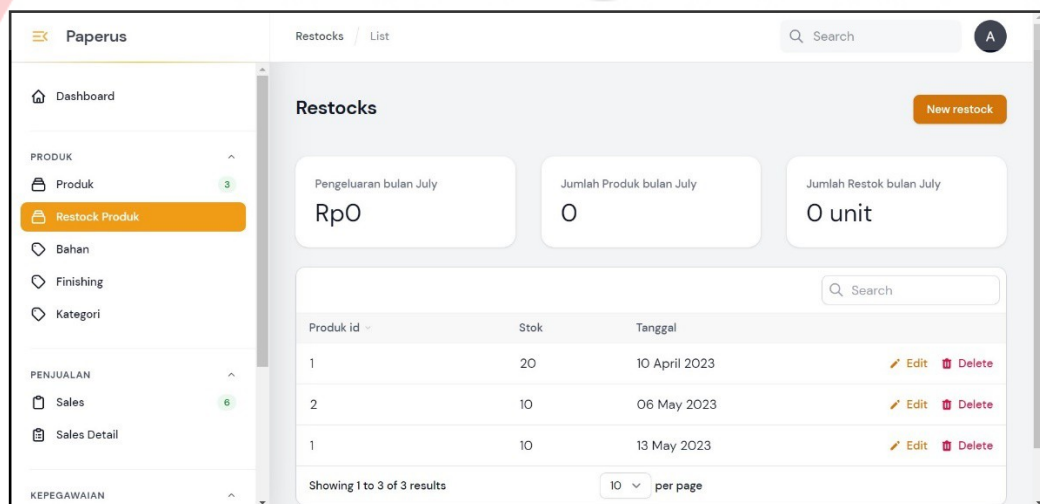 Paperus
Restocks / List
Search
A
Dashboard
PRODUK
Produk 3
Restock Produk
Bahan
Finishing
Kategori
PENJUALAN
Sales 6
Sales Detail
KEPEGAWAIAN
Restocks
New restock
Pengeluaran bulan July
Rp0
Jumlah Produk bulan July
0
Jumlah Restok bulan July
0 unit
Search
Produk id Stok Tanggal
1 20 10 April 2023 Edit Delete
2 10 06 May 2023 Edit Delete
1 10 13 May 2023 Edit Delete
Showing 1 to 3 of 3 results 10 per page